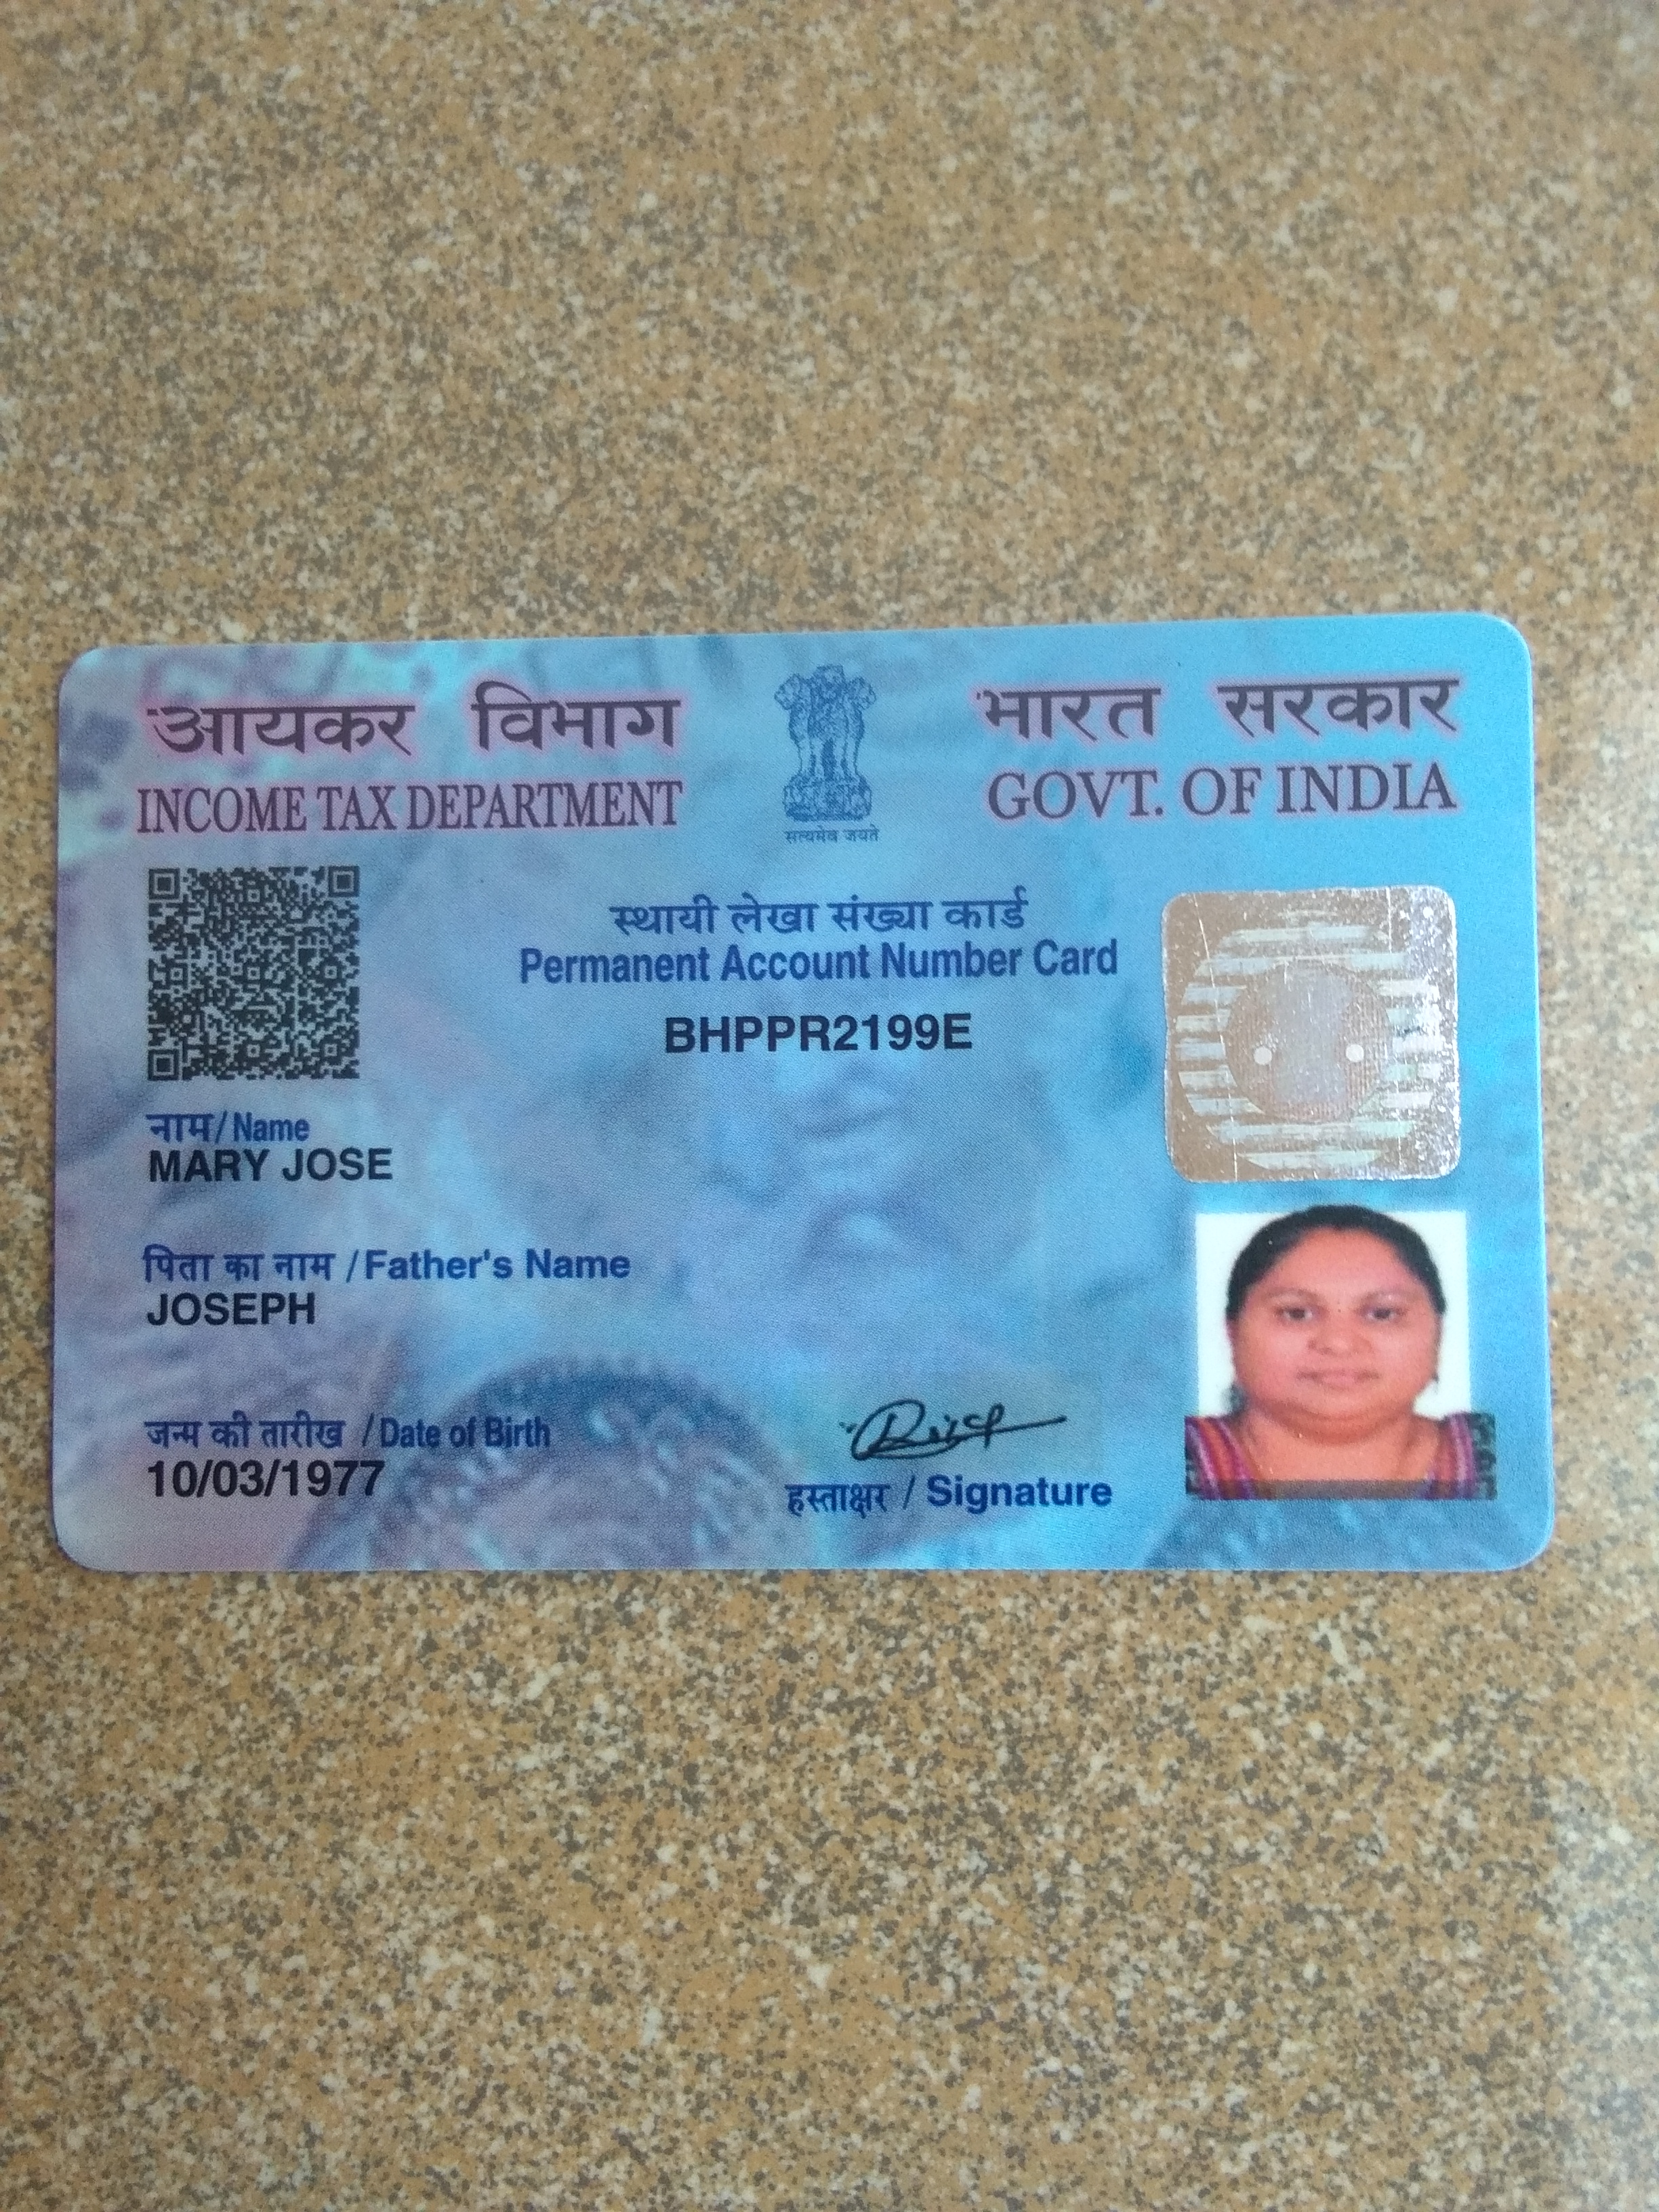 आयकर विभाग
INCOME TAX DEPARTMENT
सत्यमेव जयते
भारत सरकार
GOVT. OF INDIA
स्थायी लेखा संख्या कार्ड
Permanent Account Number Card
BHPPR2199E
नाम / Name
MARY JOSE
पिता का नाम / Father's Name
JOSEPH
जन्म की तारीख / Date of Birth
10/03/1977
हस्ताक्षर / Signature